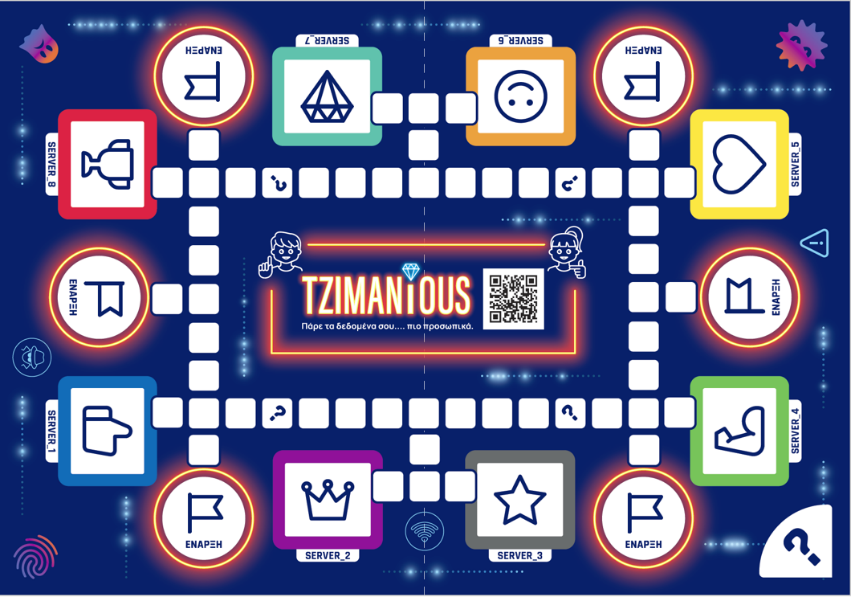 SERVER_7
SERVER_6
ΕΝΑΡΞΗ
ΕΝΑΡΞΗ
SERVER_8
?
?
SERVER_5
ΕΝΑΡΞΗ
TZIMANiOUS
Πάρε τα δεδομένα σου.... πιο προσωπικά.
ΕΝΑΡΞΗ
SERVER_1
?
?
SERVER_4
ΕΝΑΡΞΗ
SERVER_2
SERVER_3
ΕΝΑΡΞΗ
?